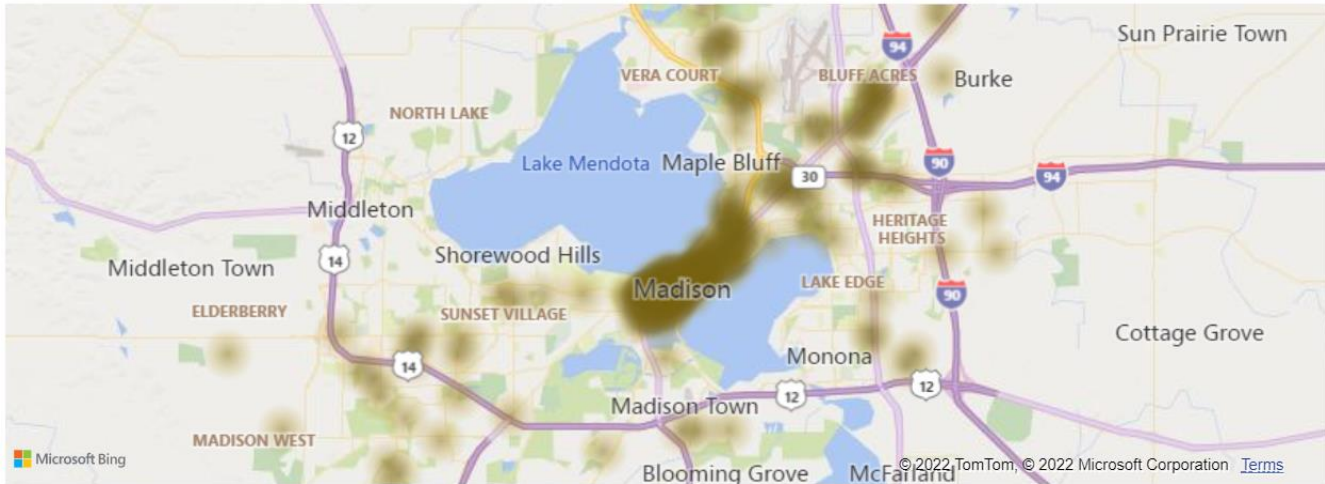 Sun Prairie Town
94
VERA COURT
BLUFF ACRES
Burke
NORTH LAKE
12
Lake Mendota
Maple Bluff
30
90
94
Middleton
HERITAGE
HEIGHTS
14
Shorewood Hills
Middleton Town
Madison
LAKE EDGE
90
ELDERBERRY
SUNSET VILLAGE
Cottage Grove
Monona
14
12
12
Madison Town
MADISON WEST
Microsoft Bing
Blooming Grove
McFarland
© 2022 TomTom, © 2022 Microsoft Corporation Terms